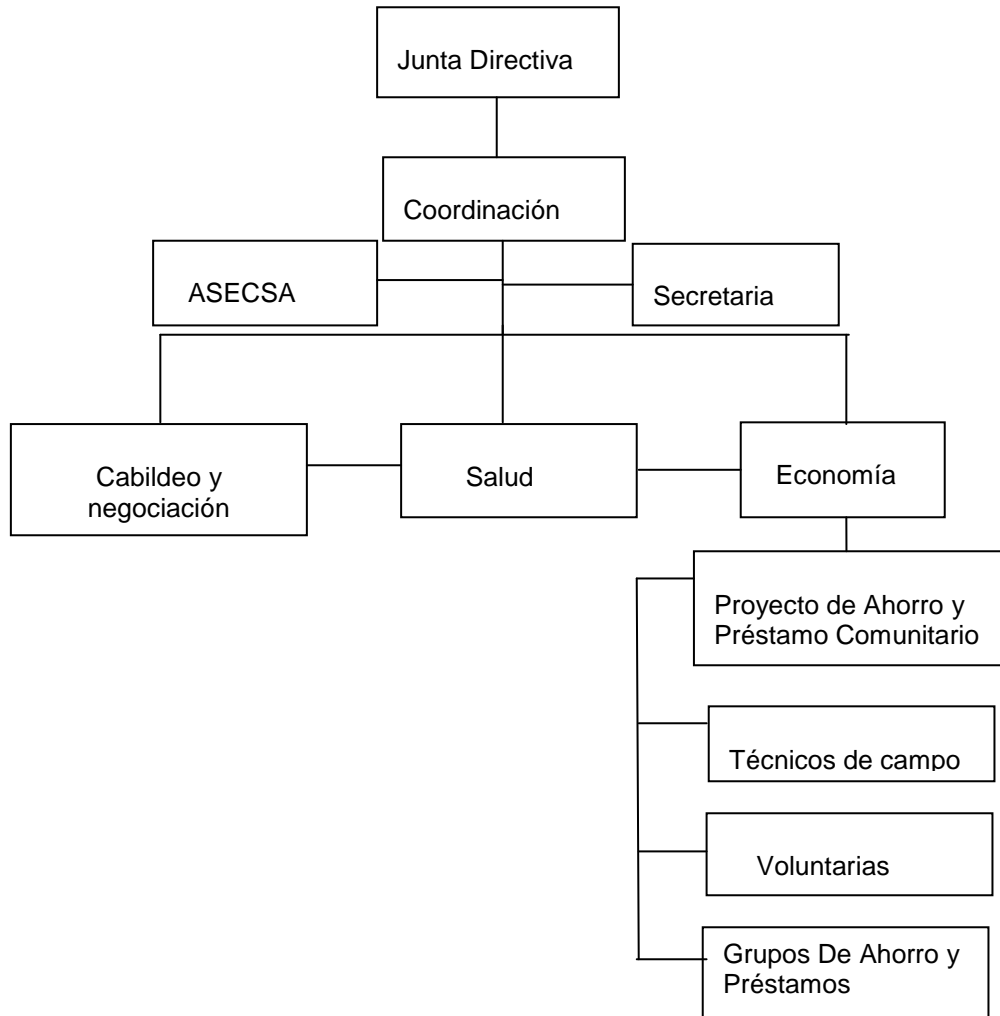 Junta Directiva
Coordinación
ASECSA
Secretaria
Cabildeo y
negociación
Salud
Economía
Proyecto de Ahorro y
Préstamo Comunitario
Técnicos de campo
Voluntarias
Grupos De Ahorro y
Préstamos